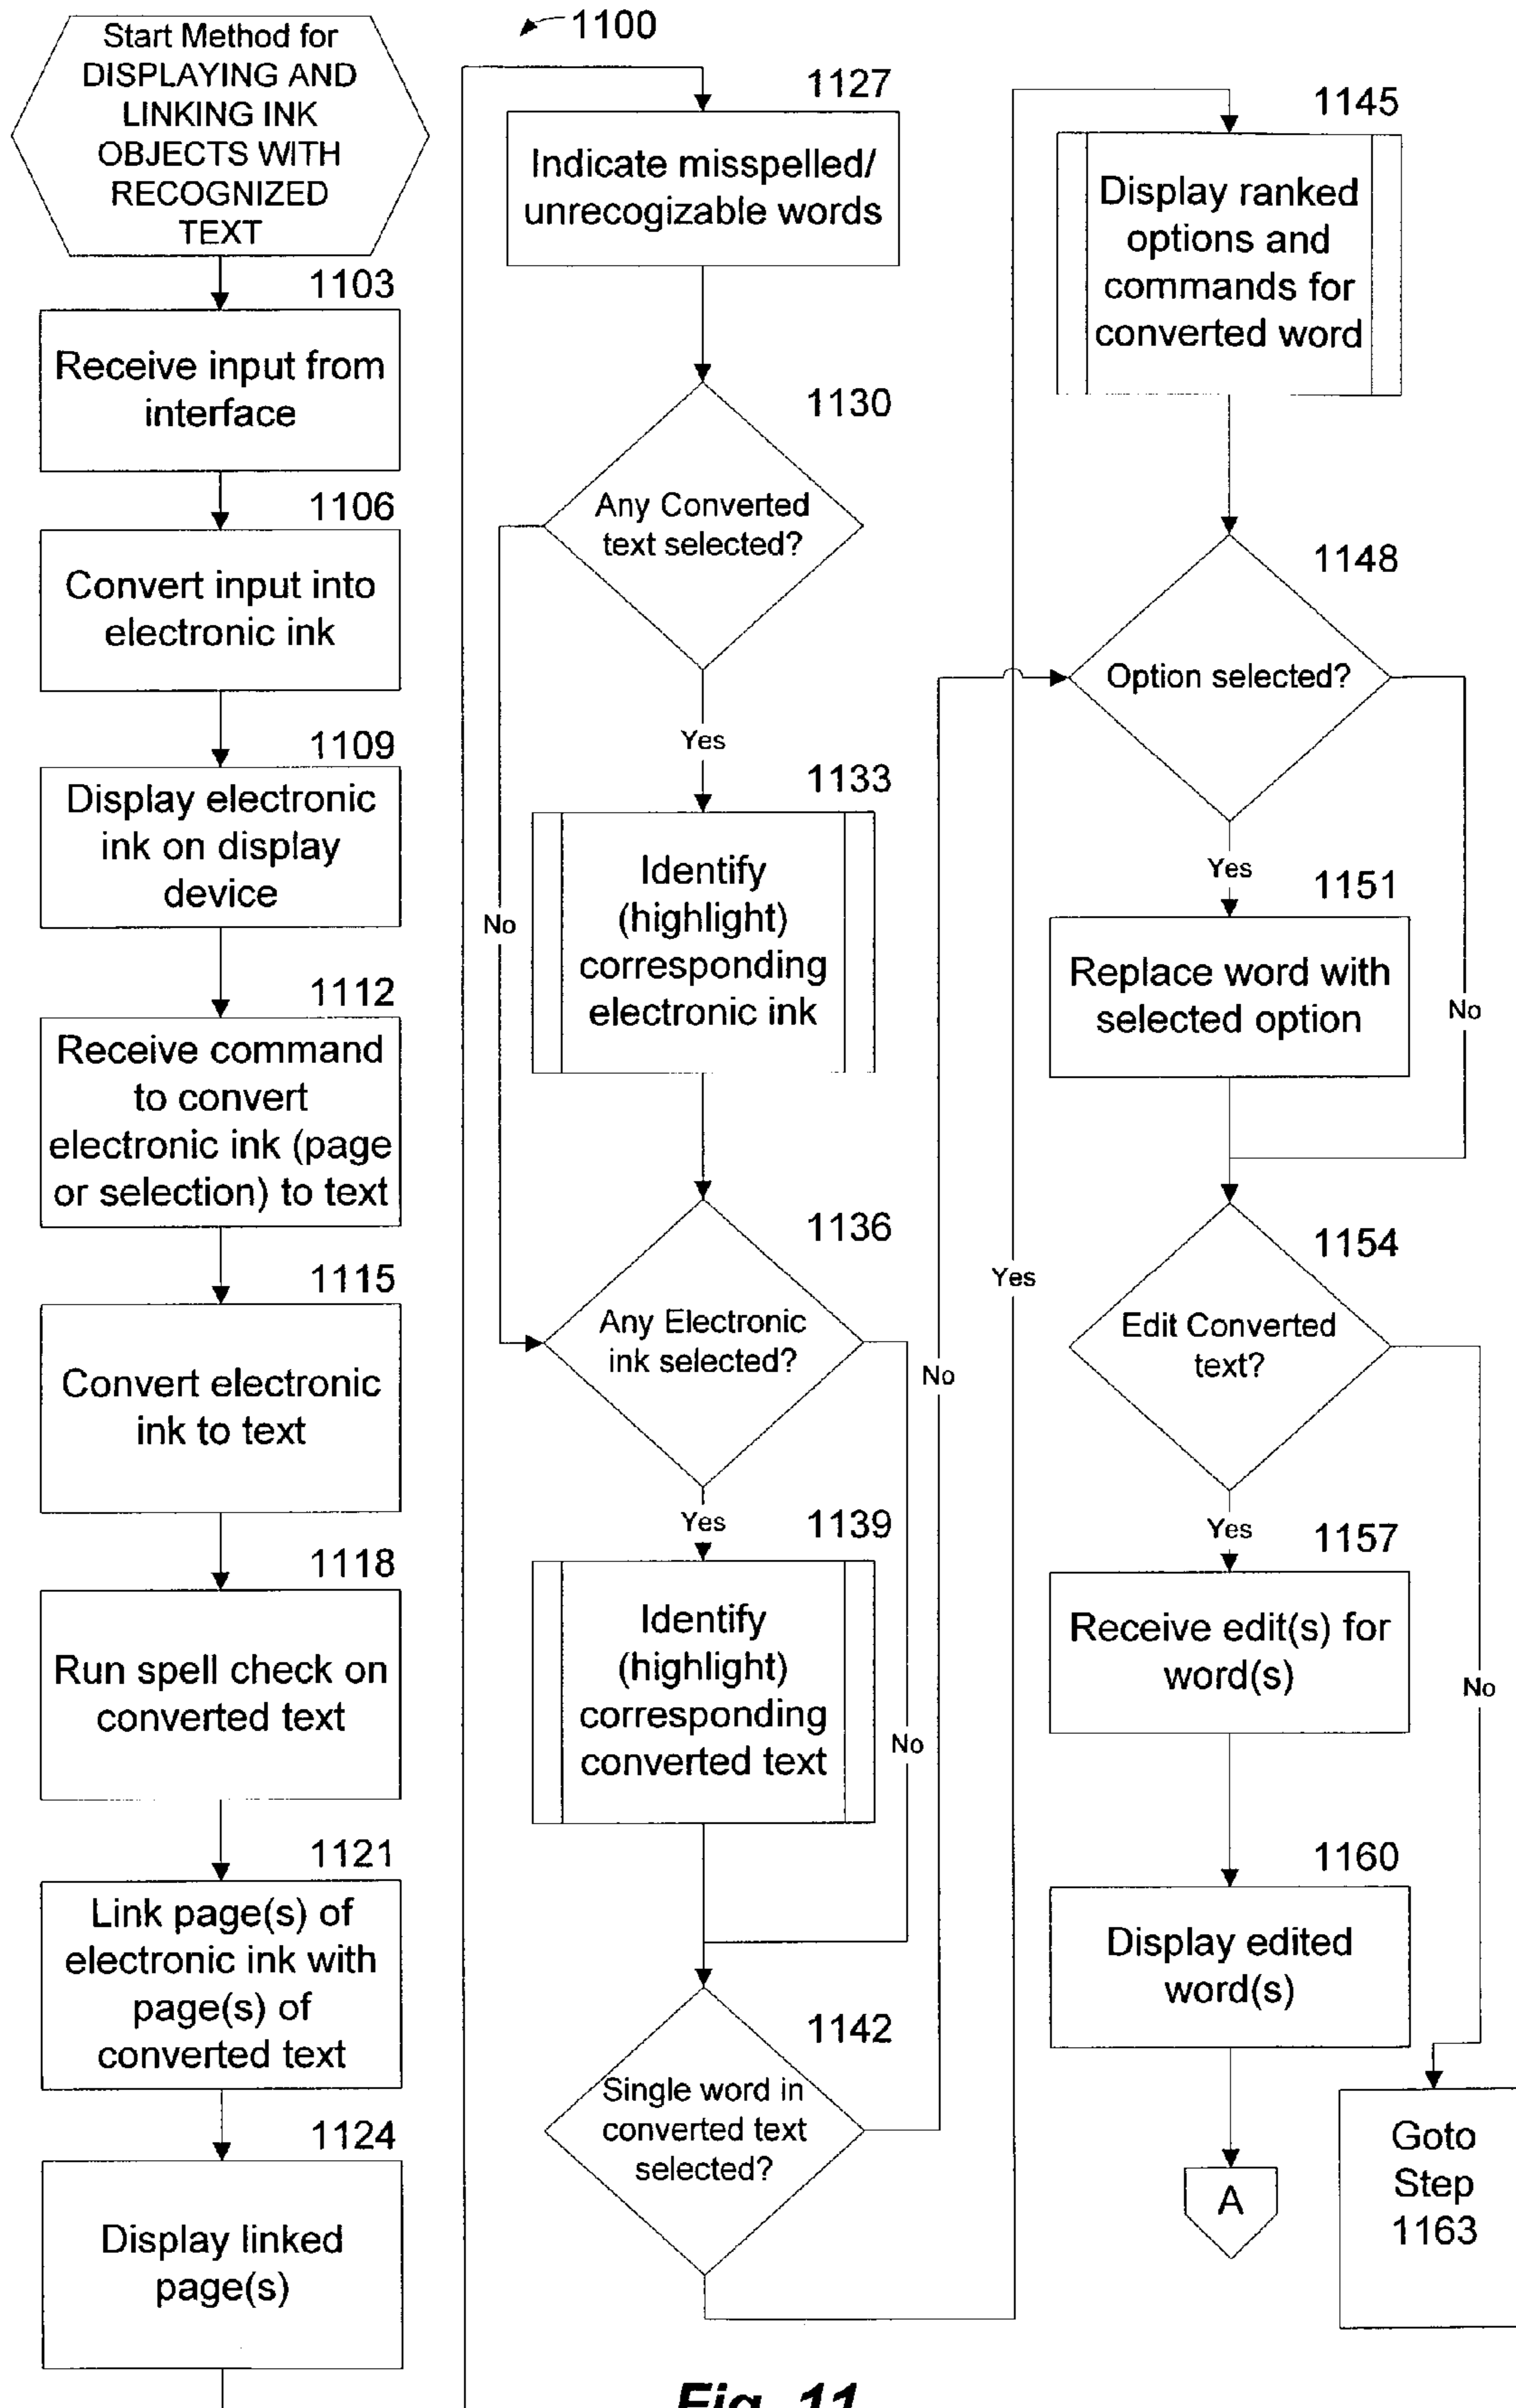 Start Method for
DISPLAYING AND
LINKING INK
OBJECTS WITH
RECOGNIZED
TEXT
1103
Receive input from
interface
1106
Convert input into
electronic ink
1109
Display electronic
ink on display
device
1112
Receive command
to convert
electronic ink (page
or selection) to text
1115
Convert electronic
ink to text
1118
Run spell check on
converted text
1121
Link page(s) of
electronic ink with
page(s) of
converted text
1124
Display linked
page(s)
1100
1127
Indicate misspelled/
unrecogizable words
1130
Any Converted
text selected?
Yes
No
1133
Identify
(highlight)
corresponding
electronic ink
1136
Any Electronic
ink selected?
Yes
No
1139
Identify
(highlight)
corresponding
converted text
1142
Single word in
converted text
selected?
No
Yes
1145
Display ranked
options and
commands for
converted word
1148
Option selected?
Yes
No
1151
Replace word with
selected option
1154
Edit Converted
text?
Yes
No
1157
Receive edit(s) for
word(s)
1160
Display edited
word(s)
A
Goto
Step
1163
Fig. 11